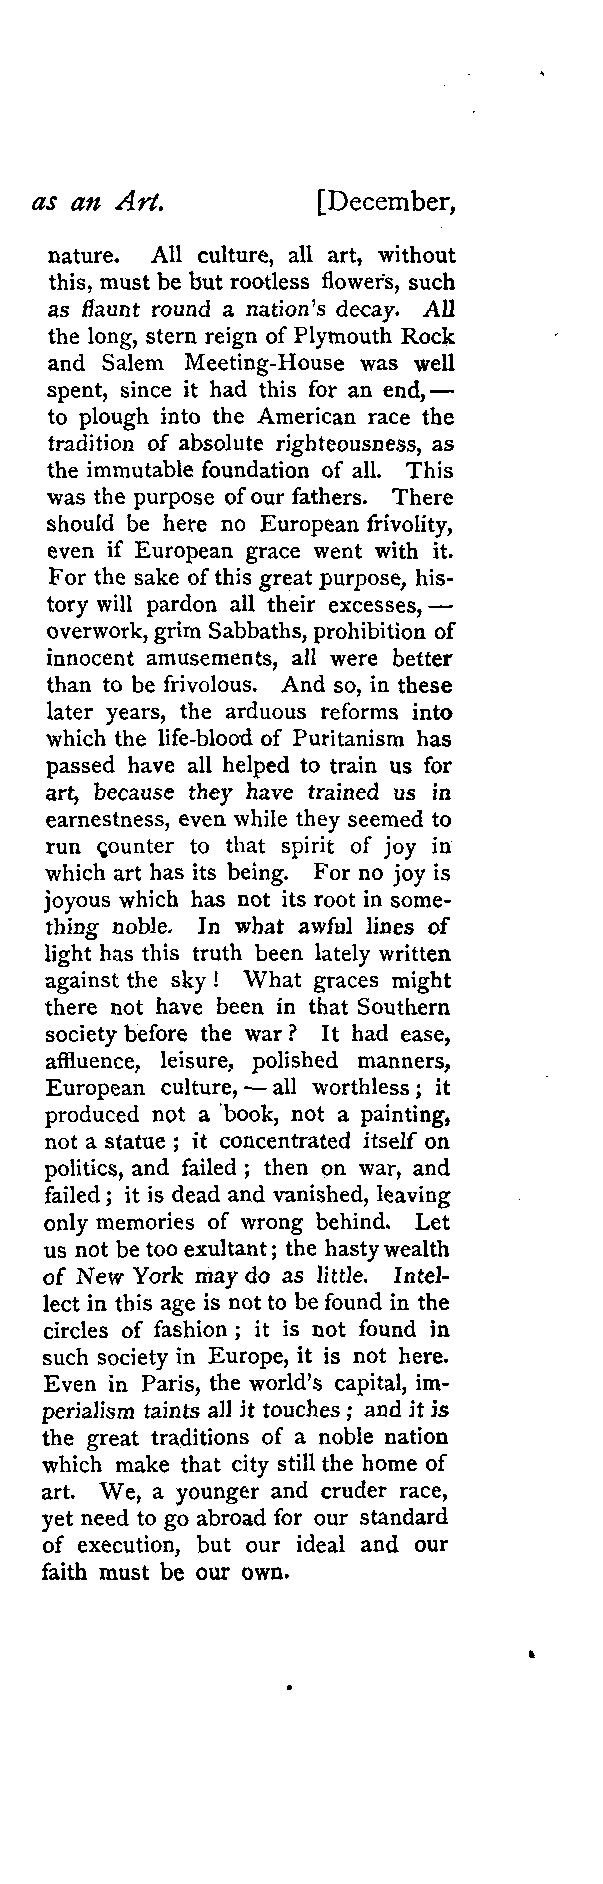 as an Art. [December,
nature. All culture, all art, without
this, must be but rootless flowers, such
as flaunt round a nation's decay. All
the long, stern reign of Plymouth Rock
and Salem Meeting-House was well
spent, since it had this for an end,—
to plough into the American race the
tradition of absolute righteousness, as
the immutable foundation of all. This
was the purpose of our fathers. There
should be here no European frivolity,
even if European grace went with it.
For the sake of this great purpose, his-
tory will pardon all their excesses,—
overwork, grim Sabbaths, prohibition of
innocent amusements, all were better
than to be frivolous. And so, in these
later years, the arduous reforms into
which the life-blood of Puritanism has
passed have all helped to train us for
art, because they have trained us in
earnestness, even while they seemed to
run counter to that spirit of joy in
which art has its being. For no joy is
joyous which has not its root in some-
thing noble. In what awful lines of
light has this truth been lately written
against the sky! What graces might
there not have been in that Southern
society before the war? It had ease,
affluence, leisure, polished manners,
European culture,—all worthless; it
produced not a book, not a painting,
not a statue; it concentrated itself on
politics, and failed; then on war, and
failed; it is dead and vanished, leaving
only memories of wrong behind. Let
us not be too exultant; the hasty wealth
of New York may do as little. Intel-
lect in this age is not to be found in the
circles of fashion; it is not found in
such society in Europe, it is not here.
Even in Paris, the world's capital, im-
perialism taints all it touches; and it is
the great traditions of a noble nation
which make that city still the home of
art. We, a younger and cruder race,
yet need to go abroad for our standard
of execution, but our ideal and our
faith must be our own.